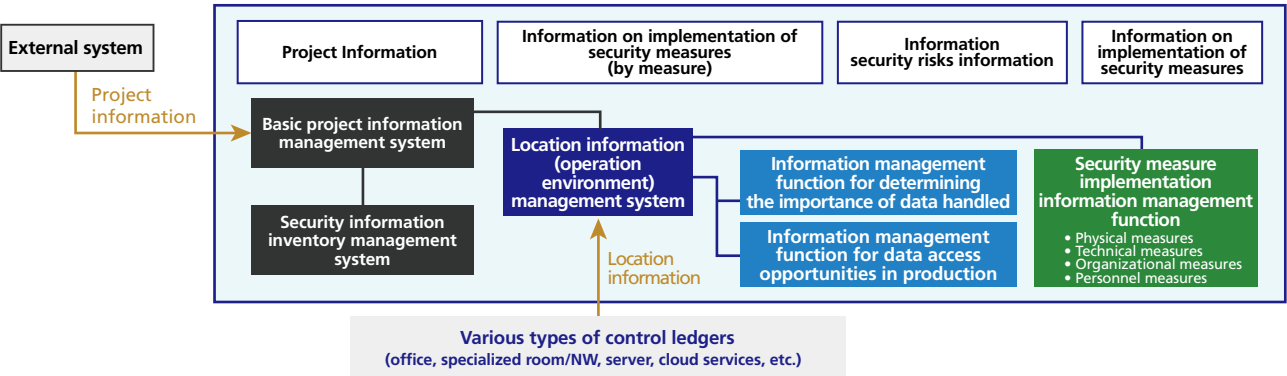 External system
Project
information
Project Information
Information on implementation of
security measures
(by measure)
Information
security risks information
Information on
implementation of
security measures
Basic project information
management system
Security information
inventory management
system
Location information
(operation
environment)
management system
Location
information
Information management
function for determining
the importance of data handled
Information management
function for data access
opportunities in production
Security measure
implementation
information management
function
• Physical measures
• Technical measures
• Organizational measures
• Personnel measures
Various types of control ledgers
(office, specialized room/NW, server, cloud services, etc.)